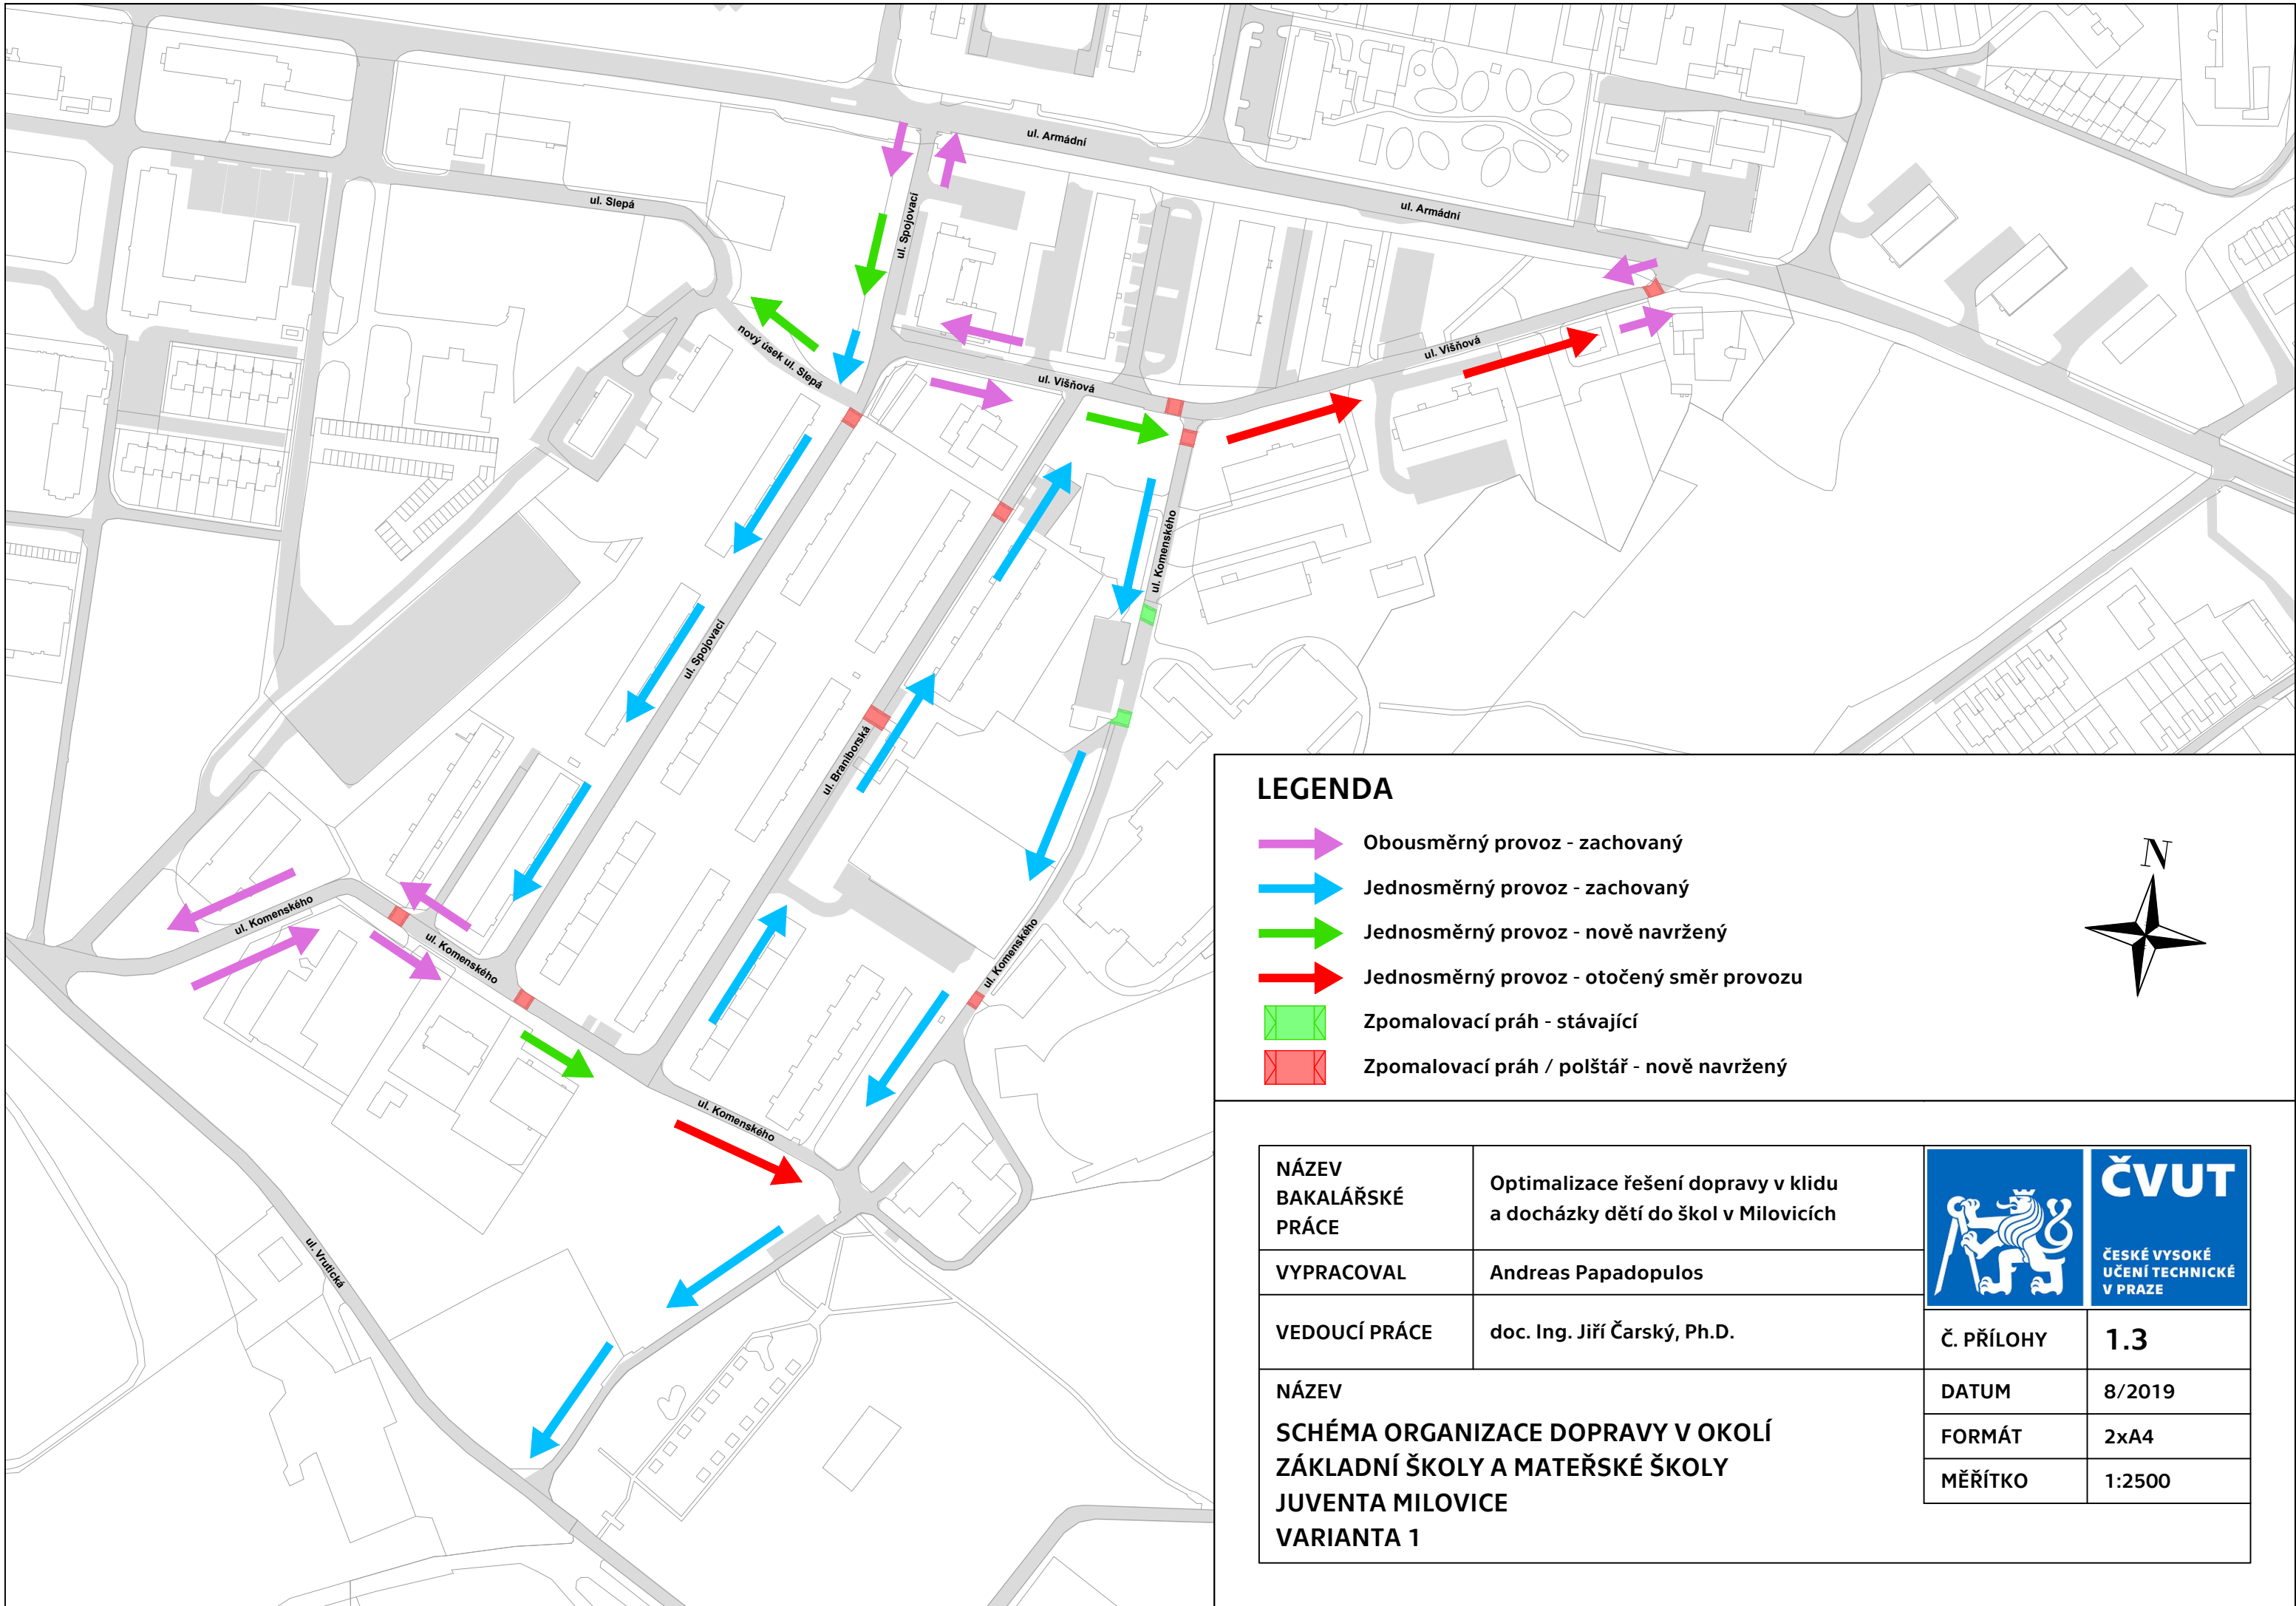 ul. Armádní
ul. Slepá
ul. Spojovací
ul. Armádní
nový úsek ul. Slepá
ul. Višňová
ul. Višňová
ul. Komenského
ul. Spojovací
ul. Braniborská
ul. Komenského
ul. Komenského
ul. Komenského
ul. Komenského
ul. Vrutická
LEGENDA
Obousměrný provoz - zachovaný
Jednosměrný provoz - zachovaný
Jednosměrný provoz - nově navržený
Jednosměrný provoz - otočený směr provozu
Zpomalovací práh - stávající
Zpomalovací práh / polštář - nově navržený
N
NÁZEV
BAKALÁŘSKÉ
PRÁCE
Optimalizace řešení dopravy v klidu
a docházky dětí do škol v Milovicích
VYPRACOVAL
Andreas Papadopulos
VEDOUCÍ PRÁCE
doc. Ing. Jiří Čarský, Ph.D.
ČVUT
ČESKÉ VYSOKÉ
UČENÍ TECHNICKÉ
V PRAZE
Č. PŘÍLOHY
1.3
DATUM
8/2019
FORMÁT
2xA4
MĚŘÍTKO
1:2500
NÁZEV
SCHÉMA ORGANIZACE DOPRAVY V OKOLÍ
ZÁKLADNÍ ŠKOLY A MATEŘSKÉ ŠKOLY
JUVENTA MILOVICE
VARIANTA 1